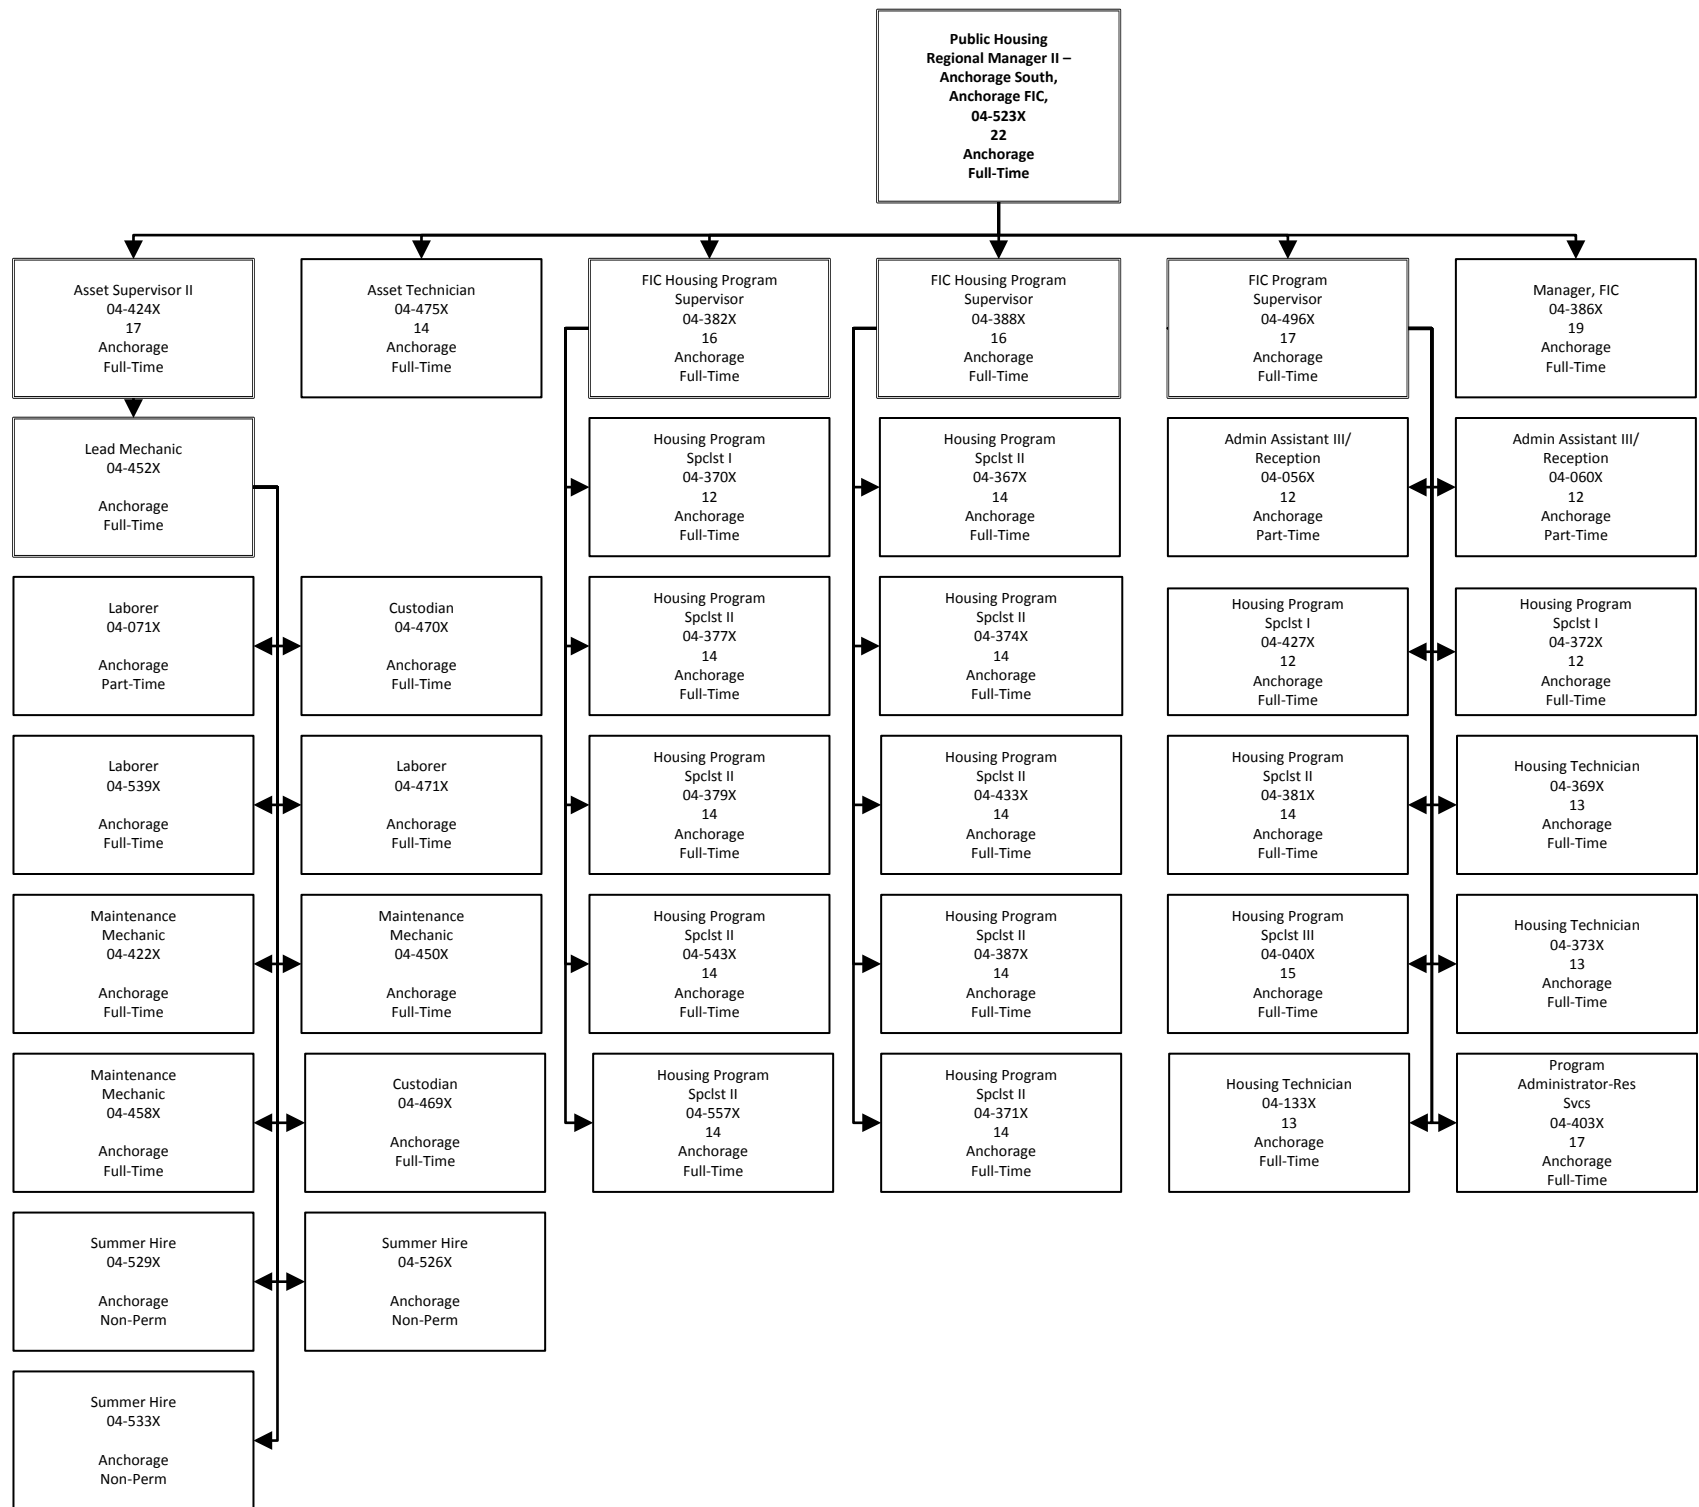 Public Housing
Regional Manager II –
Anchorage South,
Anchorage FIC,
04-523X
22
Anchorage
Full-Time
Asset Supervisor II
04-424X
17
Anchorage
Full-Time
Asset Technician
04-475X
14
Anchorage
Full-Time
FIC Housing Program
Supervisor
04-382X
16
Anchorage
Full-Time
FIC Housing Program
Supervisor
04-388X
16
Anchorage
Full-Time
FIC Program
Supervisor
04-496X
17
Anchorage
Full-Time
Manager, FIC
04-386X
19
Anchorage
Full-Time
Lead Mechanic
04-452X
Anchorage
Full-Time
Housing Program
Spclst I
04-370X
12
Anchorage
Full-Time
Housing Program
Spclst II
04-367X
14
Anchorage
Full-Time
Admin Assistant III/
Reception
04-056X
12
Anchorage
Part-Time
Admin Assistant III/
Reception
04-060X
12
Anchorage
Part-Time
Laborer
04-071X
Anchorage
Part-Time
Custodian
04-470X
Anchorage
Full-Time
Housing Program
Spclst II
04-377X
14
Anchorage
Full-Time
Housing Program
Spclst II
04-374X
14
Anchorage
Full-Time
Housing Program
Spclst I
04-427X
12
Anchorage
Full-Time
Housing Program
Spclst I
04-372X
12
Anchorage
Full-Time
Laborer
04-539X
Anchorage
Full-Time
Laborer
04-471X
Anchorage
Full-Time
Housing Program
Spclst II
04-379X
14
Anchorage
Full-Time
Housing Program
Spclst II
04-433X
14
Anchorage
Full-Time
Housing Program
Spclst II
04-381X
14
Anchorage
Full-Time
Housing Technician
04-369X
13
Anchorage
Full-Time
Maintenance
Mechanic
04-422X
Anchorage
Full-Time
Maintenance
Mechanic
04-450X
Anchorage
Full-Time
Housing Program
Spclst II
04-543X
14
Anchorage
Full-Time
Housing Program
Spclst II
04-387X
14
Anchorage
Full-Time
Housing Program
Spclst III
04-040X
15
Anchorage
Full-Time
Housing Technician
04-373X
13
Anchorage
Full-Time
Maintenance
Mechanic
04-458X
Anchorage
Full-Time
Custodian
04-469X
Anchorage
Full-Time
Housing Program
Spclst II
04-557X
14
Anchorage
Full-Time
Housing Program
Spclst II
04-371X
14
Anchorage
Full-Time
Housing Technician
04-133X
13
Anchorage
Full-Time
Program
Administrator-Res
Svcs
04-403X
17
Anchorage
Full-Time
Summer Hire
04-529X
Anchorage
Non-Perm
Summer Hire
04-526X
Anchorage
Non-Perm
Summer Hire
04-533X
Anchorage
Non-Perm